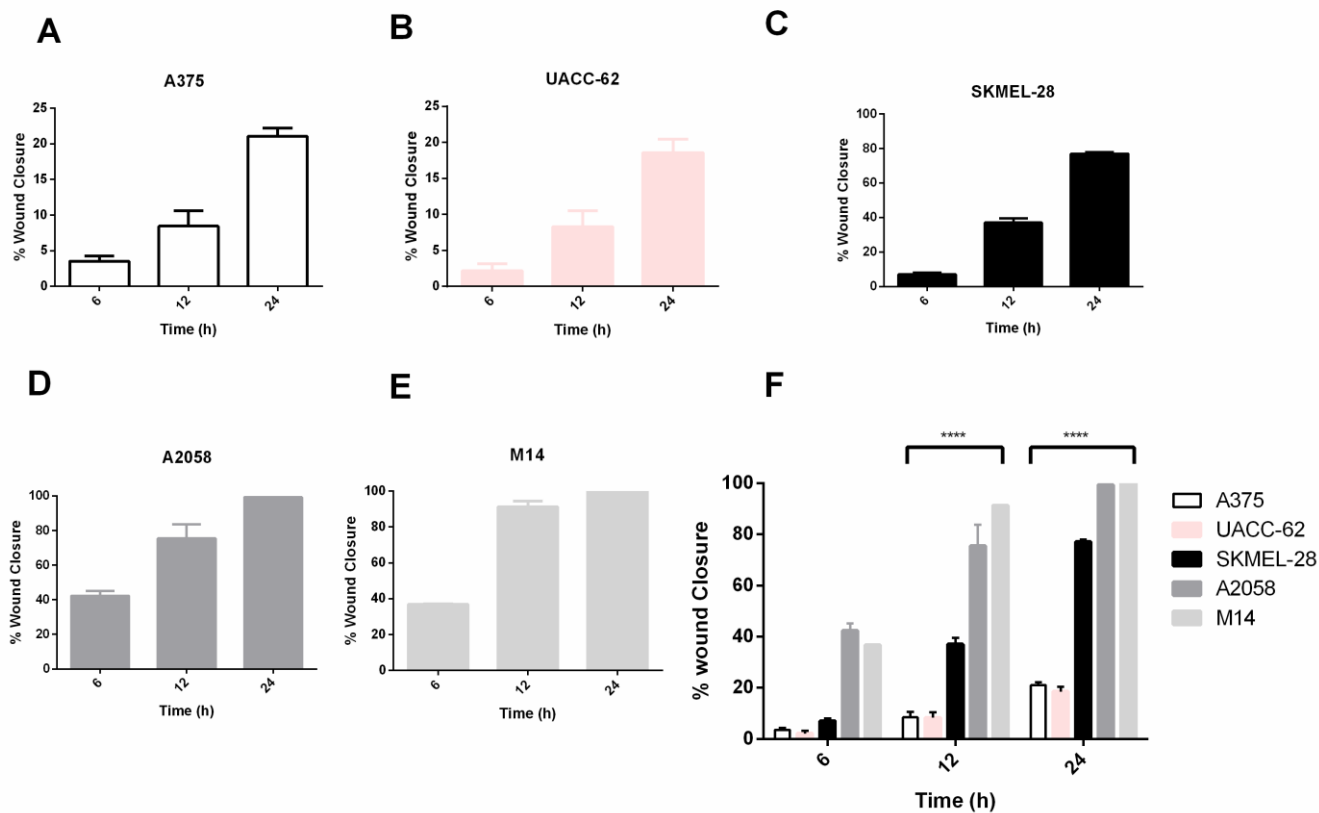 A
A375
% Wound Closure
25
20
15
10
5
0
6
12
24
Time (h)
B
UACC-62
% Wound Closure
25
20
15
10
5
0
6
12
24
Time (h)
C
SKMEL-28
% Wound Closure
100
80
60
40
20
0
6
12
24
Time (h)
D
A2058
% Wound Closure
100
80
60
40
20
0
6
12
24
Time (h)
E
M14
% Wound Closure
100
80
60
40
20
0
6
12
24
Time (h)
F
****
****
% wound Closure
100
80
60
40
20
0
6
12
24
Time (h)
A375
UACC-62
SKMEL-28
A2058
M14